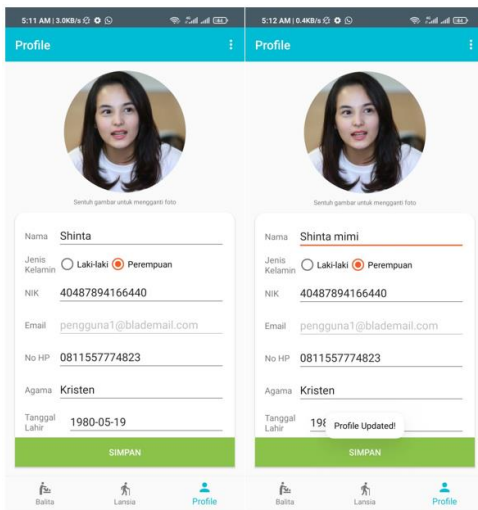 5:11 AM | 3.0KB/s
84
Profile
Sentuh gambar untuk mengganti foto
Nama Shinta
Jenis Kelamin Laki-laki Perempuan
NIK 40487894166440
Email pengguna1@blademail.com
No HP 0811557774823
Agama Kristen
Tanggal Lahir 1980-05-19
SIMPAN
Balita Lansia Profile
5:12 AM | 0.4KB/s
84
Profile
Sentuh gambar untuk mengganti foto
Nama Shinta mimi
Jenis Kelamin Laki-laki Perempuan
NIK 40487894166440
Email pengguna1@blademail.com
No HP 0811557774823
Agama Kristen
Tanggal Lahir 198
Profile Updated!
SIMPAN
Balita Lansia Profile